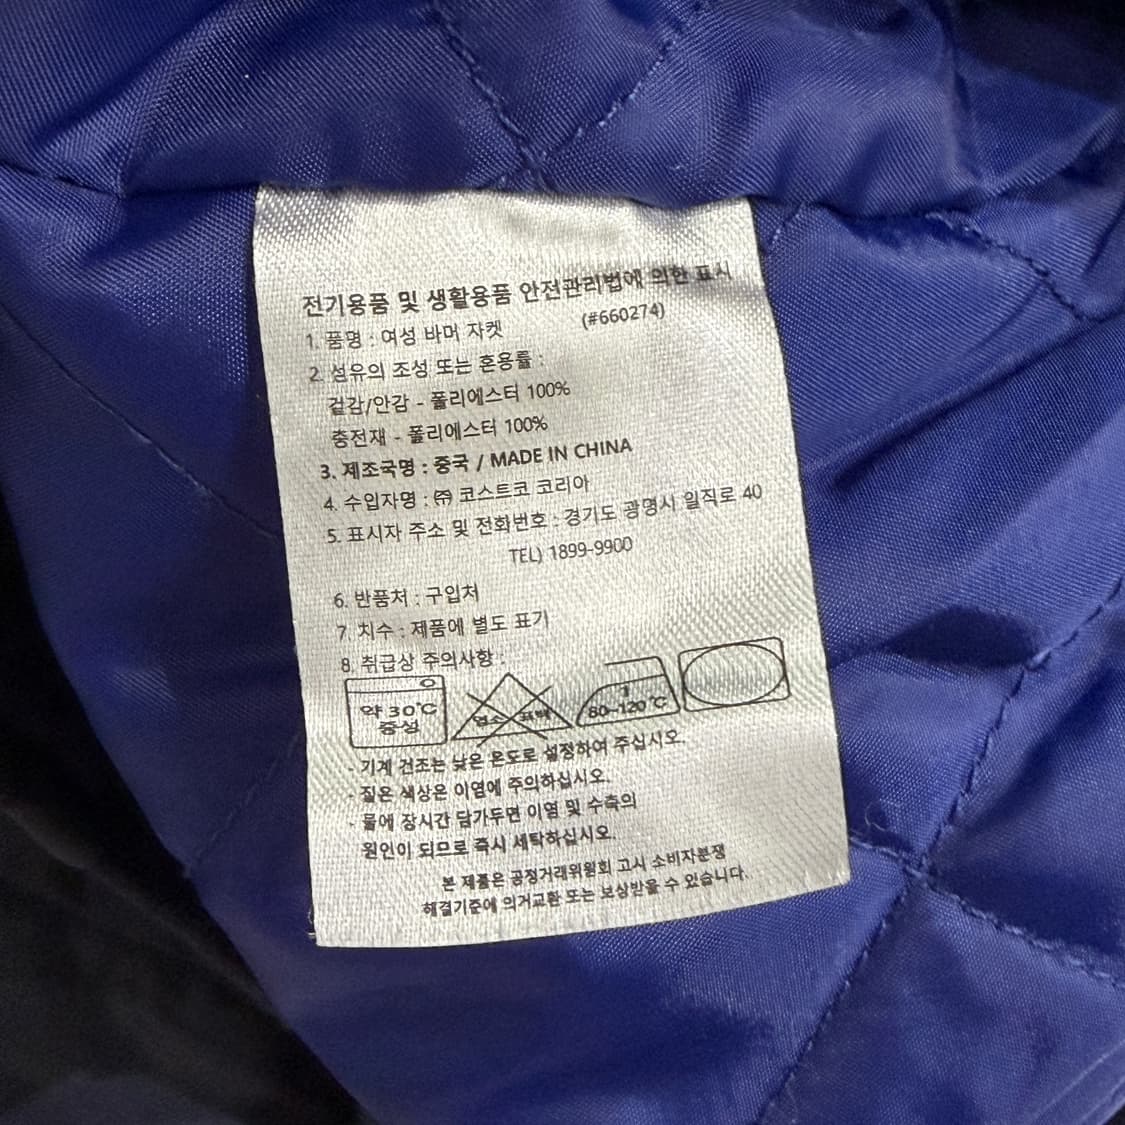 전기용품 및 생활용품 안전관리법에 의한 표시
1. 품명 : 여성 바머 자켓 (#660274)
2. 섬유의 조성 또는 혼용률 :
겉감/안감 - 폴리에스터 100%
충전재 - 폴리에스터 100%
3. 제조국명 : 중국 / MADE IN CHINA
4. 수입자명 : ㈜ 코스트코 코리아
5. 표시자 주소 및 전화번호 : 경기도 광명시 일직로 40
TEL) 1899-9900
6. 반품처 : 구입처
7. 치수 : 제품에 별도 표기
8. 취급상 주의사항 :
약 30℃
중성
염소 표백
1
80~120℃
- 기계 건조는 낮은 온도로 설정하여 주십시오.
- 짙은 색상은 이염에 주의하십시오.
- 물에 장시간 담가두면 이염 및 수축의
원인이 되므로 즉시 세탁하십시오.
본 제품은 공정거래위원회 고시 소비자분쟁
해결기준에 의거교환 또는 보상받을 수 있습니다.